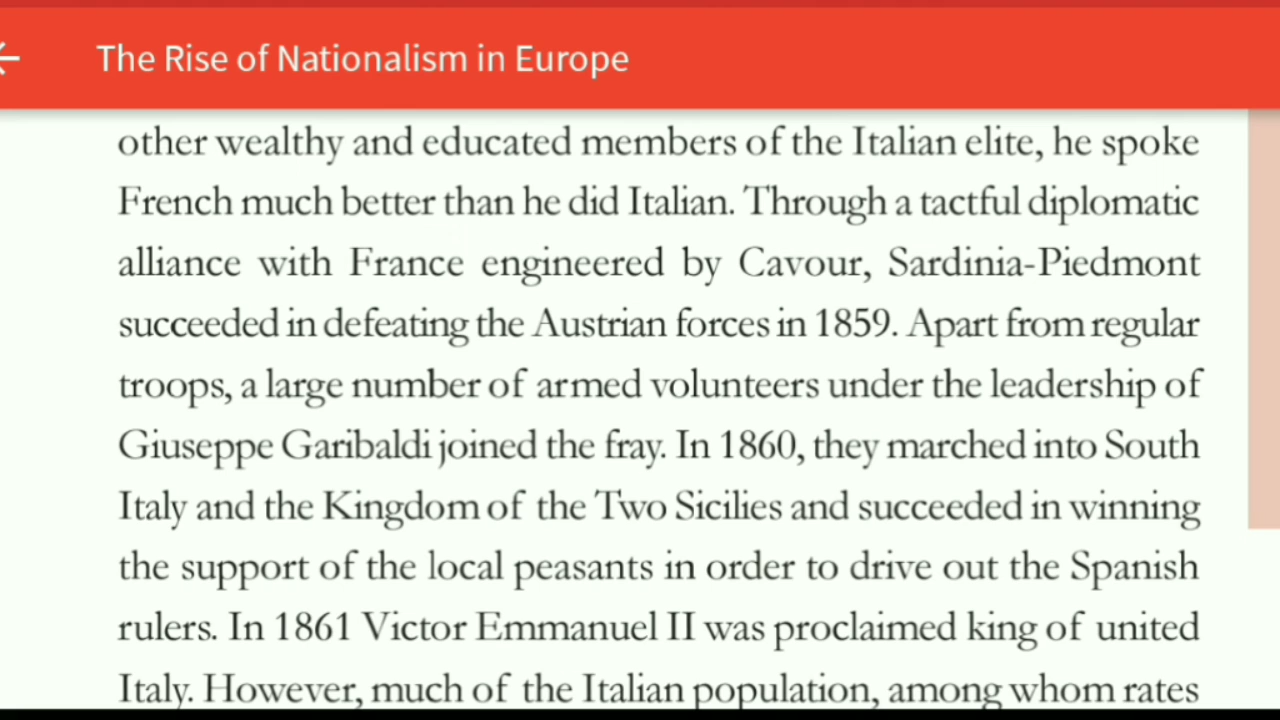 The Rise of Nationalism in Europe
other wealthy and educated members of the Italian elite, he spoke
French much better than he did Italian. Through a tactful diplomatic
alliance with France engineered by Cavour, Sardinia-Piedmont
succeeded in defeating the Austrian forces in 1859. Apart from regular
troops, a large number of armed volunteers under the leadership of
Giuseppe Garibaldi joined the fray. In 1860, they marched into South
Italy and the Kingdom of the Two Sicilies and succeeded in winning
the support of the local peasants in order to drive out the Spanish
rulers. In 1861 Victor Emmanuel II was proclaimed king of united
Italy. However, much of the Italian population, among whom rates